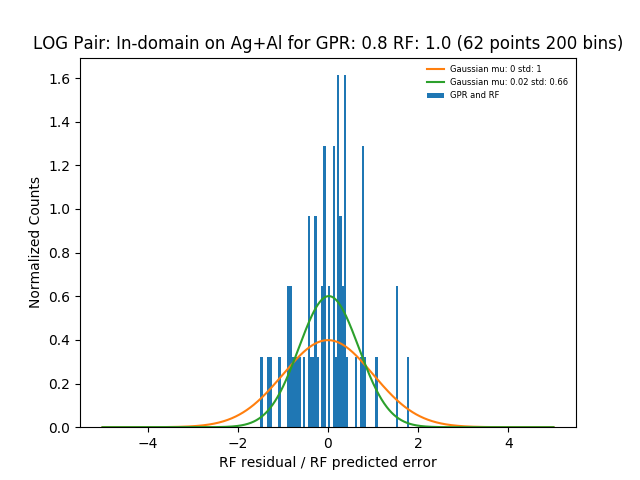 LOG Pair: In-domain on Ag+Al for GPR: 0.8 RF: 1.0 (62 points 200 bins)
Gaussian mu: 0 std: 1
Gaussian mu: 0.02 std: 0.66
GPR and RF
Normalized Counts
1.6
1.4
1.2
1.0
0.8
0.6
0.4
0.2
0.0
−4 −2 0 2 4
RF residual / RF predicted error